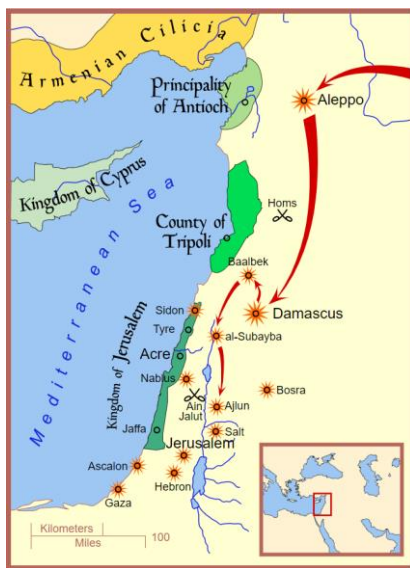 Armenian Cilicia
Principality
of Antioch
Aleppo
Kingdom of Cyprus
Mediterranean Sea
County of
Tripoli
Homs
Baalbek
Damascus
Sidon
Tyre
al-Subayba
Kingdom of Jerusalem
Acre
Nablus
Ain
Jalut
Ajlun
Bosra
Jaffa
Salt
Jerusalem
Ascalon
Hebron
Gaza
Kilometers
Miles
100